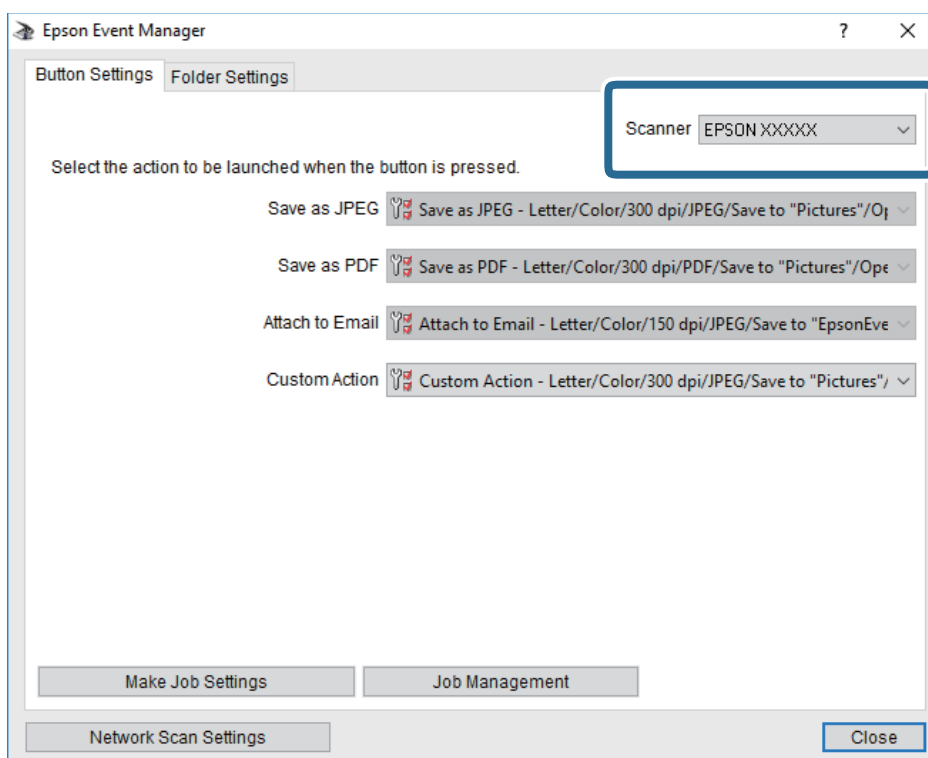 Epson Event Manager
?
Button Settings Folder Settings
Scanner EPSON XXXXX
Select the action to be launched when the button is pressed.
Save as JPEG Save as JPEG - Letter/Color/300 dpi/JPEG/Save to "Pictures"/O
Save as PDF Save as PDF - Letter/Color/300 dpi/PDF/Save to "Pictures"/Ope
Attach to Email Attach to Email - Letter/Color/150 dpi/JPEG/Save to "EpsonEve
Custom Action Custom Action - Letter/Color/300 dpi/JPEG/Save to "Pictures"/
Make Job Settings Job Management
Network Scan Settings Close